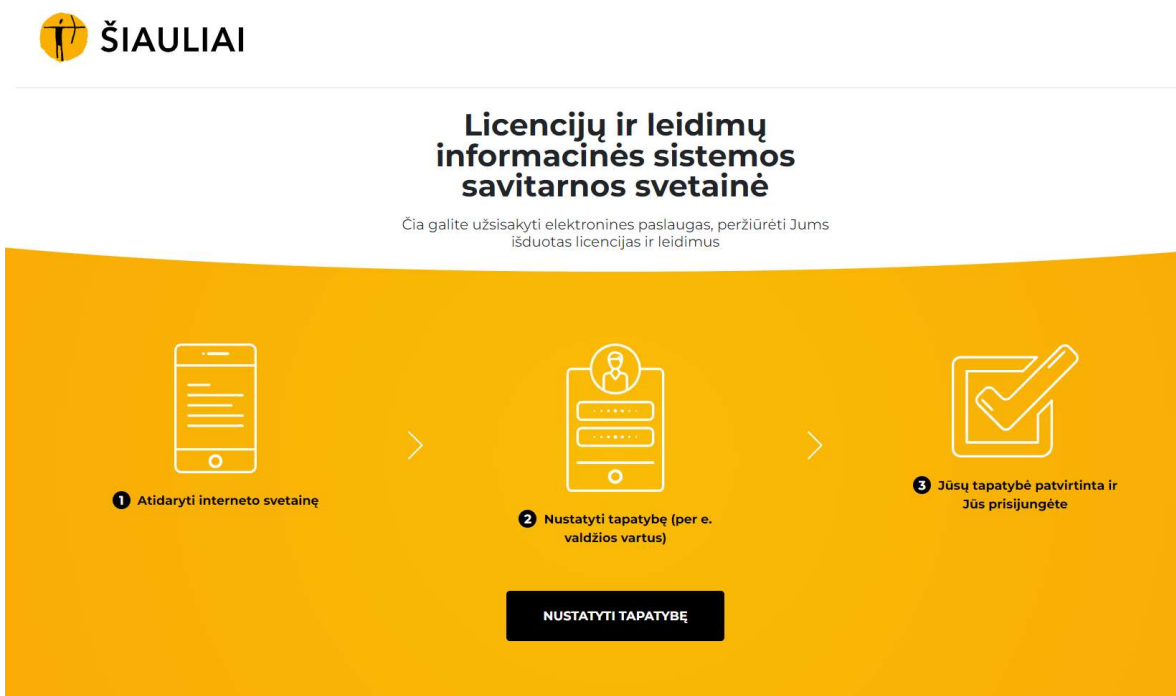 ŠIAULIAI
Licencijų ir leidimų
informacinės sistemos
savitarnos svetainė
Čia galite užsisakyti elektronines paslaugas, peržiūrėti Jums
išduotas licencijas ir leidimus
1 Atidaryti interneto svetainę
2 Nustatyti tapatybę (per e.
valdžios vartus)
3 Jūsų tapatybė patvirtinta ir
Jūs prisijungėte
NUSTATYTI TAPATYBĘ